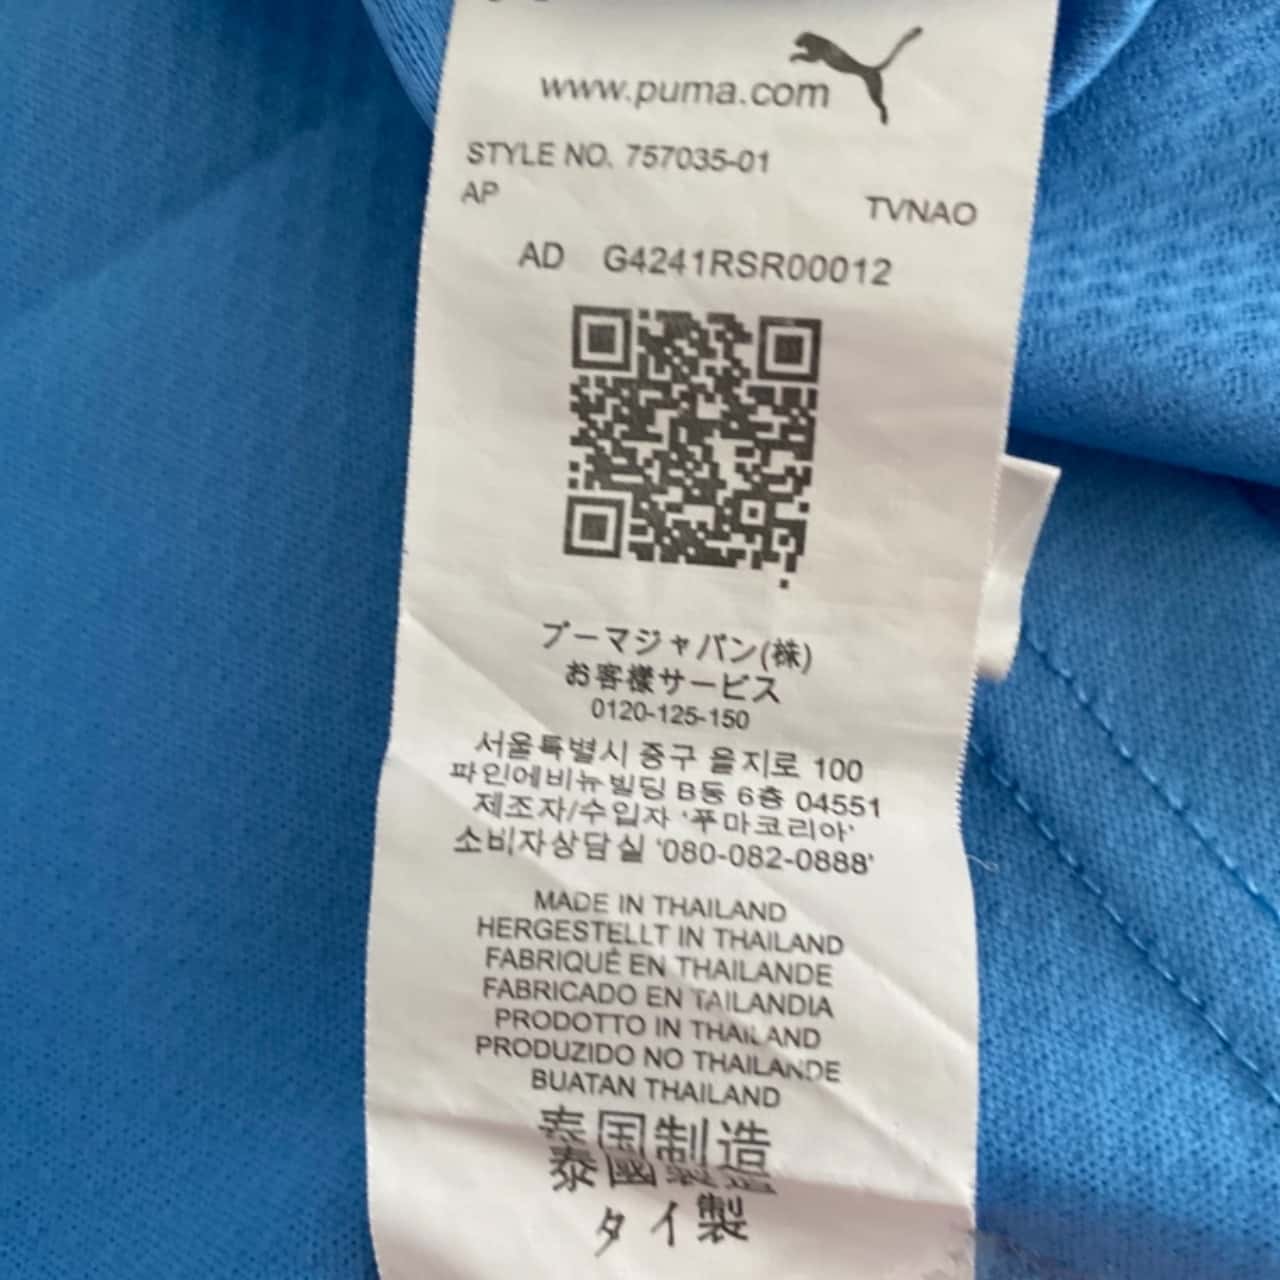 www.puma.com
STYLE NO. 757035-01
AP
TVNAO
AD G4241RSR00012
プーマジャパン(株)
お客様サービス
0120-125-150
서울특별시 중구 을지로 100
파인에비뉴빌딩 B동 6층 04551
제조자/수입자 '푸마코리아'
소비자상담실 '080-082-0888'
MADE IN THAILAND
HERGESTELLT IN THAILAND
FABRIQUÉ EN THAILANDE
FABRICADO EN TAILANDIA
PRODOTTO IN THAILAND
PRODUZIDO NO THAILANDE
BUATAN THAILAND
泰国制造
泰國製造
タイ製